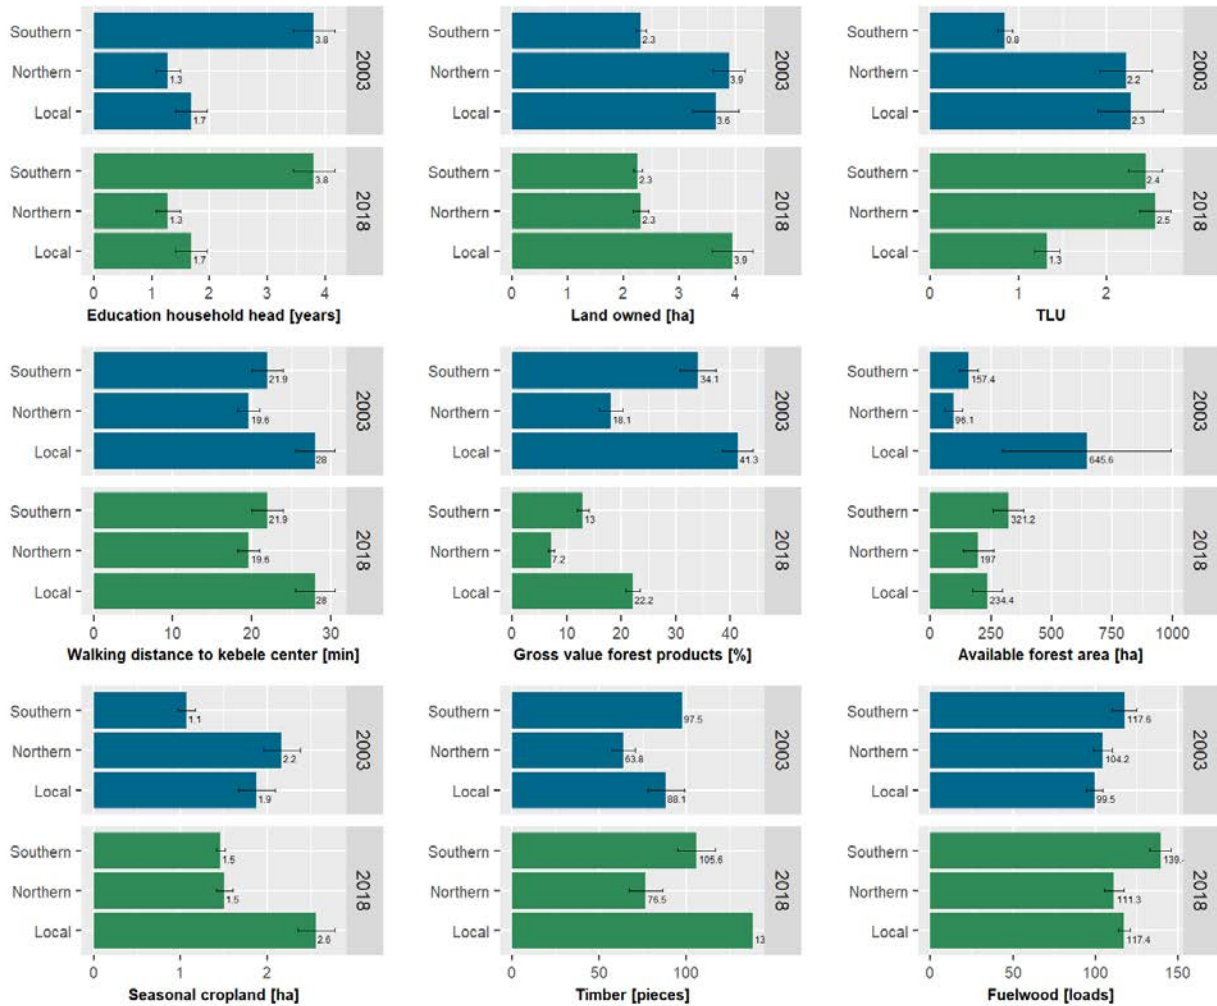 Southern 3.8
Northern 1.3
Local 1.7
2003
Southern 3.8
Northern 1.3
Local 1.7
2018
0 1 2 3 4
Education household head [years]
2.3
3.9
3.6
2003
Southern
Northern
Local
2.3
2.3
3.9
2018
Southern
Northern
Local
0 1 2 3 4
Land owned [ha]
Southern 0.8
Northern 2.2
Local 2.3
2003
Southern 2.4
Northern 2.5
Local 1.3
2018
0 1 2
TLU
Southern 21.9
Northern 19.6
Local 28
2003
Southern 21.9
Northern 19.6
Local 28
2018
0 10 20 30
Walking distance to kebele center [min]
Southern 34.1
Northern 18.1
Local 41.3
2003
Southern 13
Northern 7.2
Local 22.2
2018
0 10 20 30 40
Gross value forest products [%]
Southern 157.4
Northern 96.1
Local 645.6
2003
Southern 321.2
Northern 197
Local 234.4
2018
0 250 500 750 1000
Available forest area [ha]
Southern 1.1
Northern 2.2
Local 1.9
2003
Southern 1.5
Northern 1.5
Local 2.6
2018
0 1 2
Seasonal cropland [ha]
Southern 97.5
Northern 63.8
Local 88.1
2003
Southern 105.6
Northern 76.5
Local
2018
0 50 100
Timber [pieces]
Southern 117.6
Northern 104.2
Local 99.5
2003
Southern
Northern 111.3
Local 117.4
2018
0 50 100 150
Fuelwood [loads]